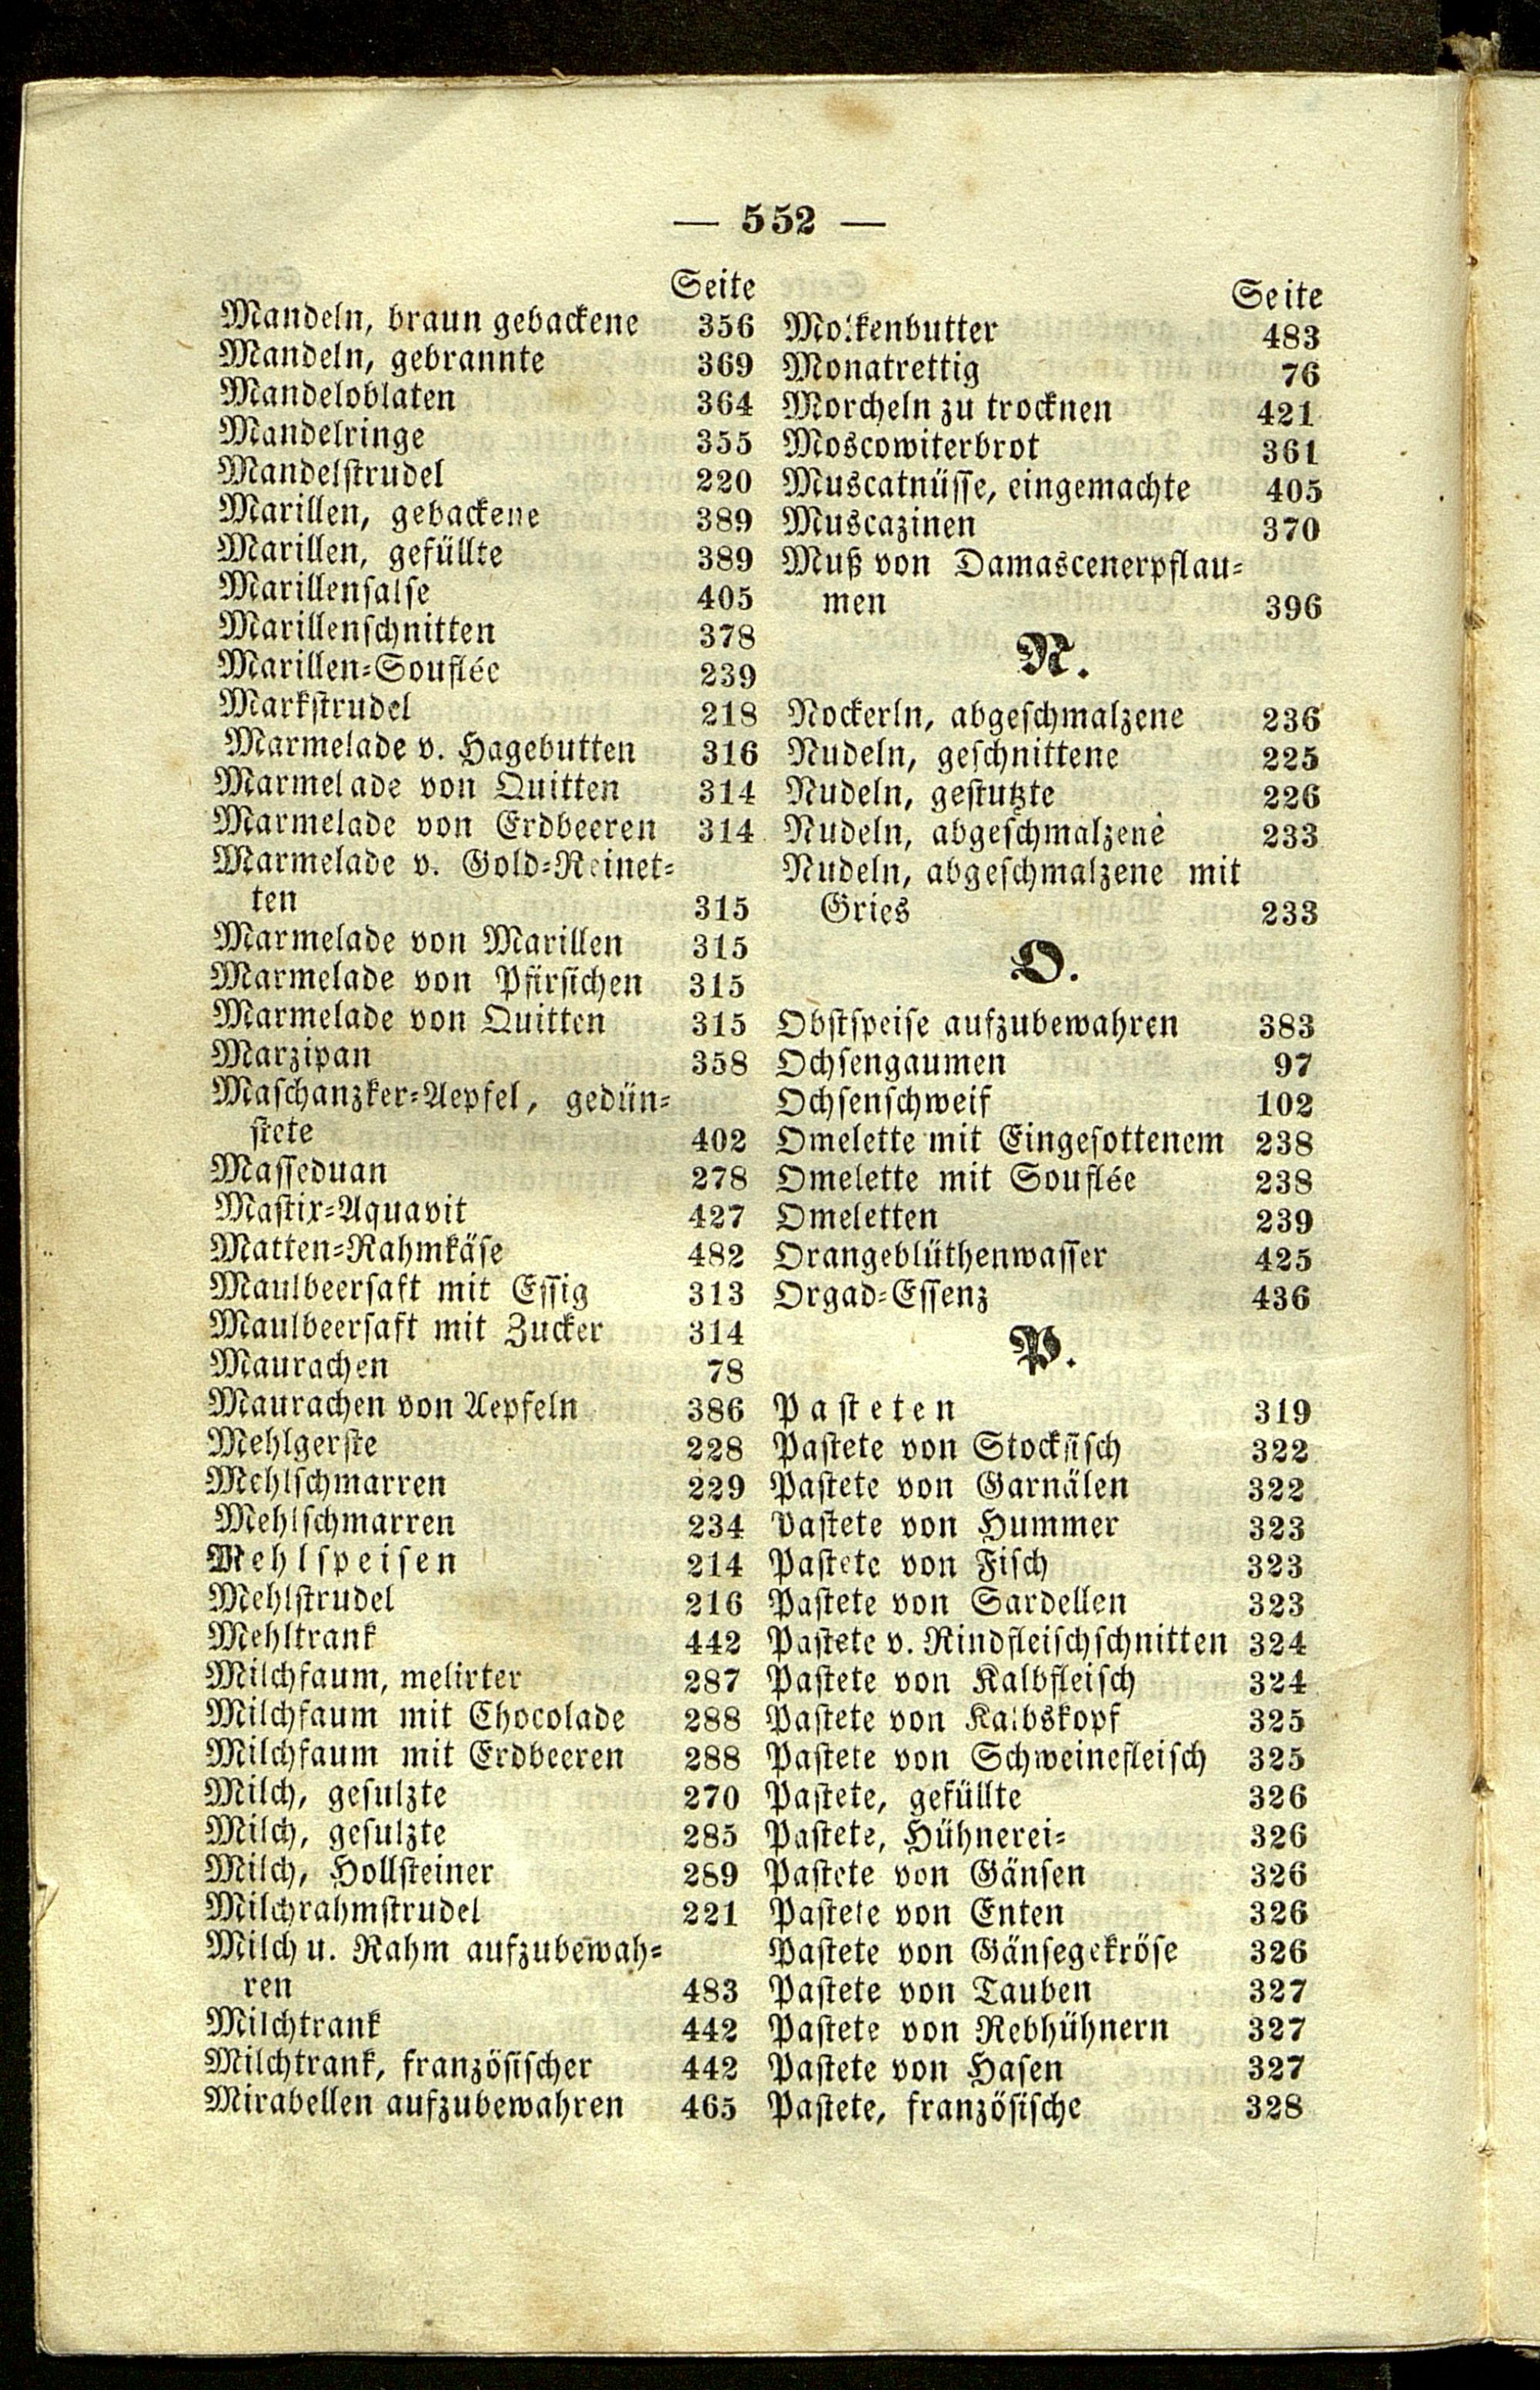 — 552 —
Seite
Mandeln, braun gebackene 356
Mandeln, gebrannte 369
Mandeloblaten 364
Mandelringe 355
Mandelstrudel 220
Marillen, gebackene 389
Marillen, gefüllte 389
Marillensalse 405
Marillenschnitten 378
Marillen-Souflée 239
Markstrudel 218
Marmelade v. Hagebutten 316
Marmelade von Quitten 314
Marmelade von Erdbeeren 314
Marmelade v. Gold-Reinet-
ten 315
Marmelade von Marillen 315
Marmelade von Pfirsichen 315
Marmelade von Quitten 315
Marzipan 358
Maschanzker-Aepfel, gedün-
stete 402
Masseduan 278
Mastix-Aquavit 427
Matten-Rahmkäse 482
Maulbeersaft mit Essig 313
Maulbeersaft mit Zucker 314
Maurachen 78
Maurachen von Aepfeln 386
Mehlgerste 228
Mehlschmarren 229
Mehlschmarren 234
Mehlspeisen 214
Mehlstrudel 216
Mehltrank 442
Milchfaum, melirter 287
Milchfaum mit Chocolade 288
Milchfaum mit Erdbeeren 288
Milch, gesulzte 270
Milch, gesulzte 285
Milch, Hollsteiner 289
Milchrahmstrudel 221
Milch u. Rahm aufzubewah-
ren 483
Milchtrank 442
Milchtrank, französischer 442
Mirabellen aufzubewahren 465
Seite
Molkenbutter 483
Monatrettig 76
Morcheln zu trocknen 421
Moscowiterbrot 361
Muscatnüsse, eingemachte 405
Muscazinen 370
Muß von Damascenerpflau-
men 396
N.
Nockerln, abgeschmalzene 236
Nudeln, geschnittene 225
Nudeln, gestutzte 226
Nudeln, abgeschmalzene 233
Nudeln, abgeschmalzene mit
Gries 233
O.
Obstspeise aufzubewahren 383
Ochsengaumen 97
Ochsenschweif 102
Omelette mit Eingesottenem 238
Omelette mit Souflée 238
Omeletten 239
Orangeblüthenwasser 425
Orgad-Essenz 436
P.
Pasteten 319
Pastete von Stockfisch 322
Pastete von Garnälen 322
Pastete von Hummer 323
Pastete von Fisch 323
Pastete von Sardellen 323
Pastete v. Rindfleischschnitten 324
Pastete von Kalbfleisch 324
Pastete von Kalbskopf 325
Pastete von Schweinefleisch 325
Pastete, gefüllte 326
Pastete, Hühnerei- 326
Pastete von Gänsen 326
Pastete von Enten 326
Pastete von Gänsegekröse 326
Pastete von Tauben 327
Pastete von Rebhühnern 327
Pastete von Hasen 327
Pastete, französische 328